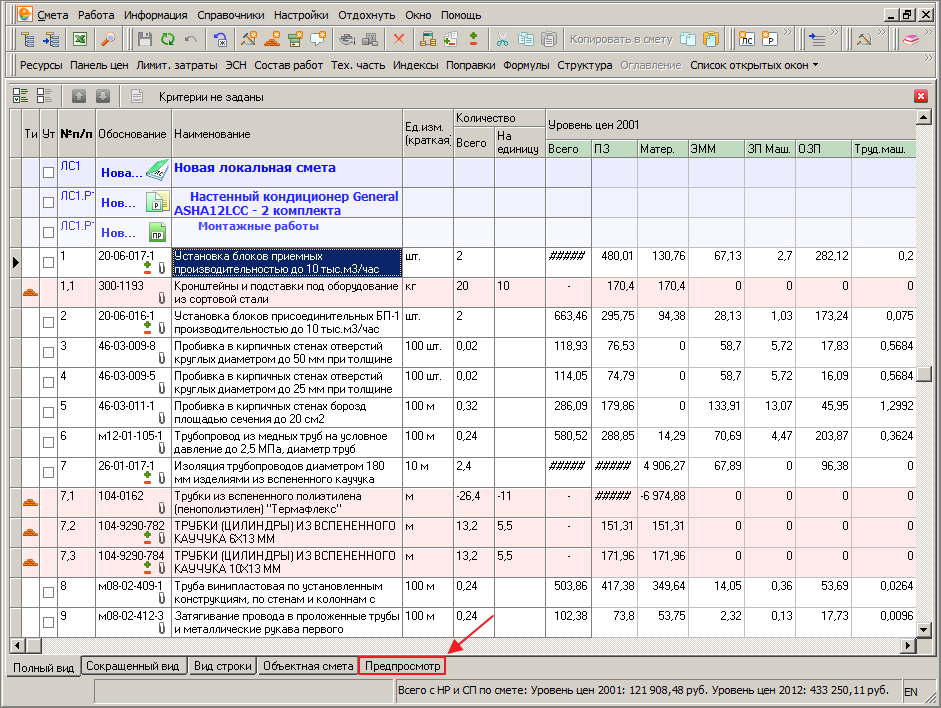 Смета Работа Информация Справочники Настройки Отдохнуть Окно Помощь
Копировать в смету ЛС Р
Ресурсы Панель цен Лимит. затраты ЭСН Состав работ Тех. часть Индексы Поправки Формулы Структура Оглавление Список открытых окон
Критерии не заданы
Ти Ут №п/п Обоснование Наименование Ед.изм. (краткая) Количество Уровень цен 2001
Всего На единицу Всего ПЗ Матер. ЭММ ЗП Маш. ОЗП Труд.маш.
ЛС1 Нова... Новая локальная смета
ЛС1.Р Нов... Настенный кондиционер General
ASHA12LCC - 2 комплекта
ЛС1.Р Нов... Монтажные работы
1 20-06-017-1 Установка блоков приемных шт. 2 ##### 480,01 130,76 67,13 2,7 282,12 0,2
производительностью до 10 тыс.м3/час
1,1 300-1193 Кронштейны и подставки под оборудование кг 20 10 - 170,4 170,4 0 0 0 0
из сортовой стали
2 20-06-016-1 Установка блоков присоединительных БП-1 шт. 2 663,46 295,75 94,38 28,13 1,03 173,24 0,075
производительностью до 10 тыс.м3/час
3 46-03-009-8 Пробивка в кирпичных стенах отверстий 100 шт. 0,02 118,93 76,53 0 58,7 5,72 17,83 0,5684
круглых диаметром до 50 мм при толщине
4 46-03-009-5 Пробивка в кирпичных стенах отверстий 100 шт. 0,02 114,05 74,79 0 58,7 5,72 16,09 0,5684
круглых диаметром до 25 мм при толщине
5 46-03-011-1 Пробивка в кирпичных стенах борозд 100 м 0,32 286,09 179,86 0 133,91 13,07 45,95 1,2992
площадью сечения до 20 см2
6 м12-01-105-1 Трубопровод из медных труб на условное 100 м 0,24 580,52 288,85 14,29 70,69 4,47 203,87 0,3624
давление до 2,5 МПа, диаметр труб
7 26-01-017-1 Изоляция трубопроводов диаметром 180 10 м 2,4 ##### ##### 4 906,27 67,89 0 96,38 0
мм изделиями из вспененного каучука
7,1 104-0162 Трубки из вспененного полиэтилена м -26,4 -11 - ##### -6 974,88 0 0 0 0
(пенополиэтилен) "Термафлекс"
7,2 104-9290-782 ТРУБКИ (ЦИЛИНДРЫ) ИЗ ВСПЕНЕННОГО м 13,2 5,5 - 151,31 151,31 0 0 0 0
КАУЧУКА 6Х13 ММ
7,3 104-9290-784 ТРУБКИ (ЦИЛИНДРЫ) ИЗ ВСПЕНЕННОГО м 13,2 5,5 - 171,96 171,96 0 0 0 0
КАУЧУКА 10Х13 ММ
8 м08-02-409-1 Труба винипластовая по установленным 100 м 0,24 503,86 417,38 349,64 14,05 0,36 53,69 0,0264
конструкциям, по стенам и колоннам с
9 м08-02-412-3 Затягивание провода в проложенные трубы 100 м 0,24 102,38 73,8 53,75 2,32 0,13 17,73 0,0096
и металлические рукава первого
Полный вид Сокращенный вид Вид строки Объектная смета Предпросмотр
Всего с НР и СП по смете: Уровень цен 2001: 121 908,48 руб. Уровень цен 2012: 433 250,11 руб. EN